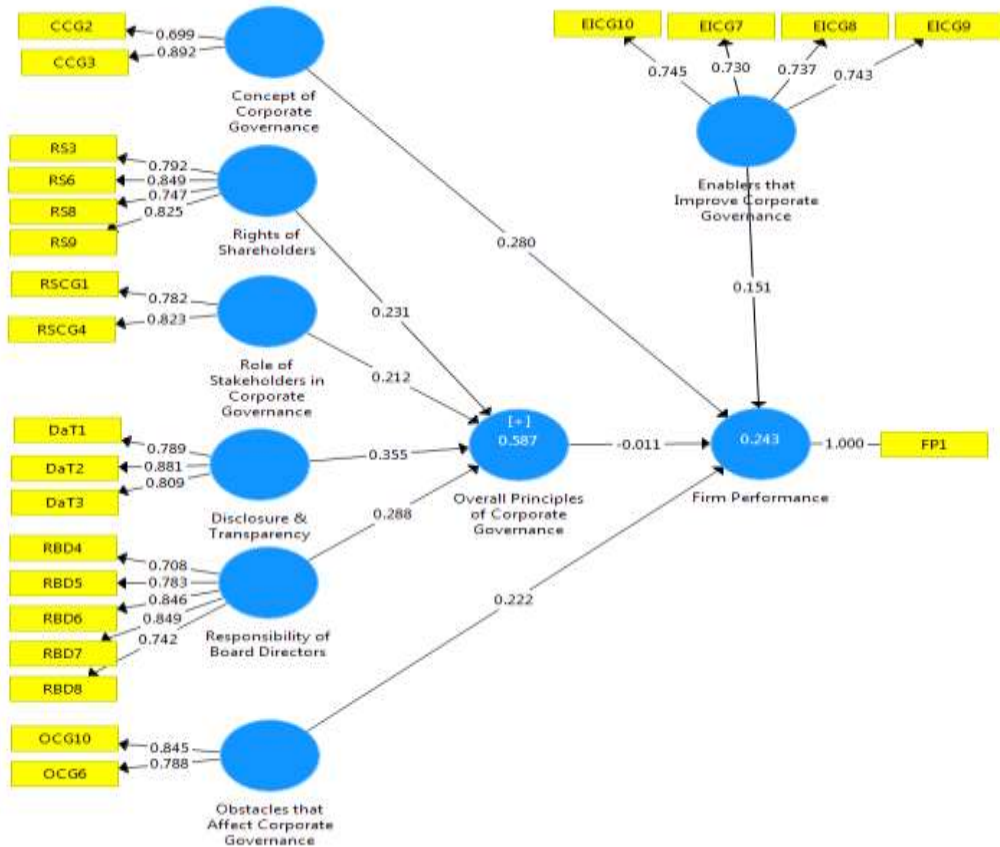 CCG2
0.699
CCG3
0.892
Concept of
Corporate
Governance
EICG10
EICG7
EICG8
EICG9
0.745
0.730
0.737
0.743
Enablers that
Improve Corporate
Governance
RS3
0.792
RS6
0.849
RS8
0.747
RS9
0.825
Rights of
Shareholders
0.280
0.151
0.231
RSCG1
0.782
RSCG4
0.823
Role of
Stakeholders in
Corporate
Governance
0.212
DaT1
0.789
DaT2
0.881
DaT3
0.809
Disclosure &
Transparency
0.355
[+]
0.587
Overall Principles
of Corporate
Governance
-0.011
0.243
Firm Performance
1.000
FP1
0.288
RBD4
0.708
RBD5
0.783
RBD6
0.846
RBD7
0.849
RBD8
0.742
Responsibility of
Board Directors
0.222
OCG10
0.845
OCG6
0.788
Obstacles that
Affect Corporate
Governance